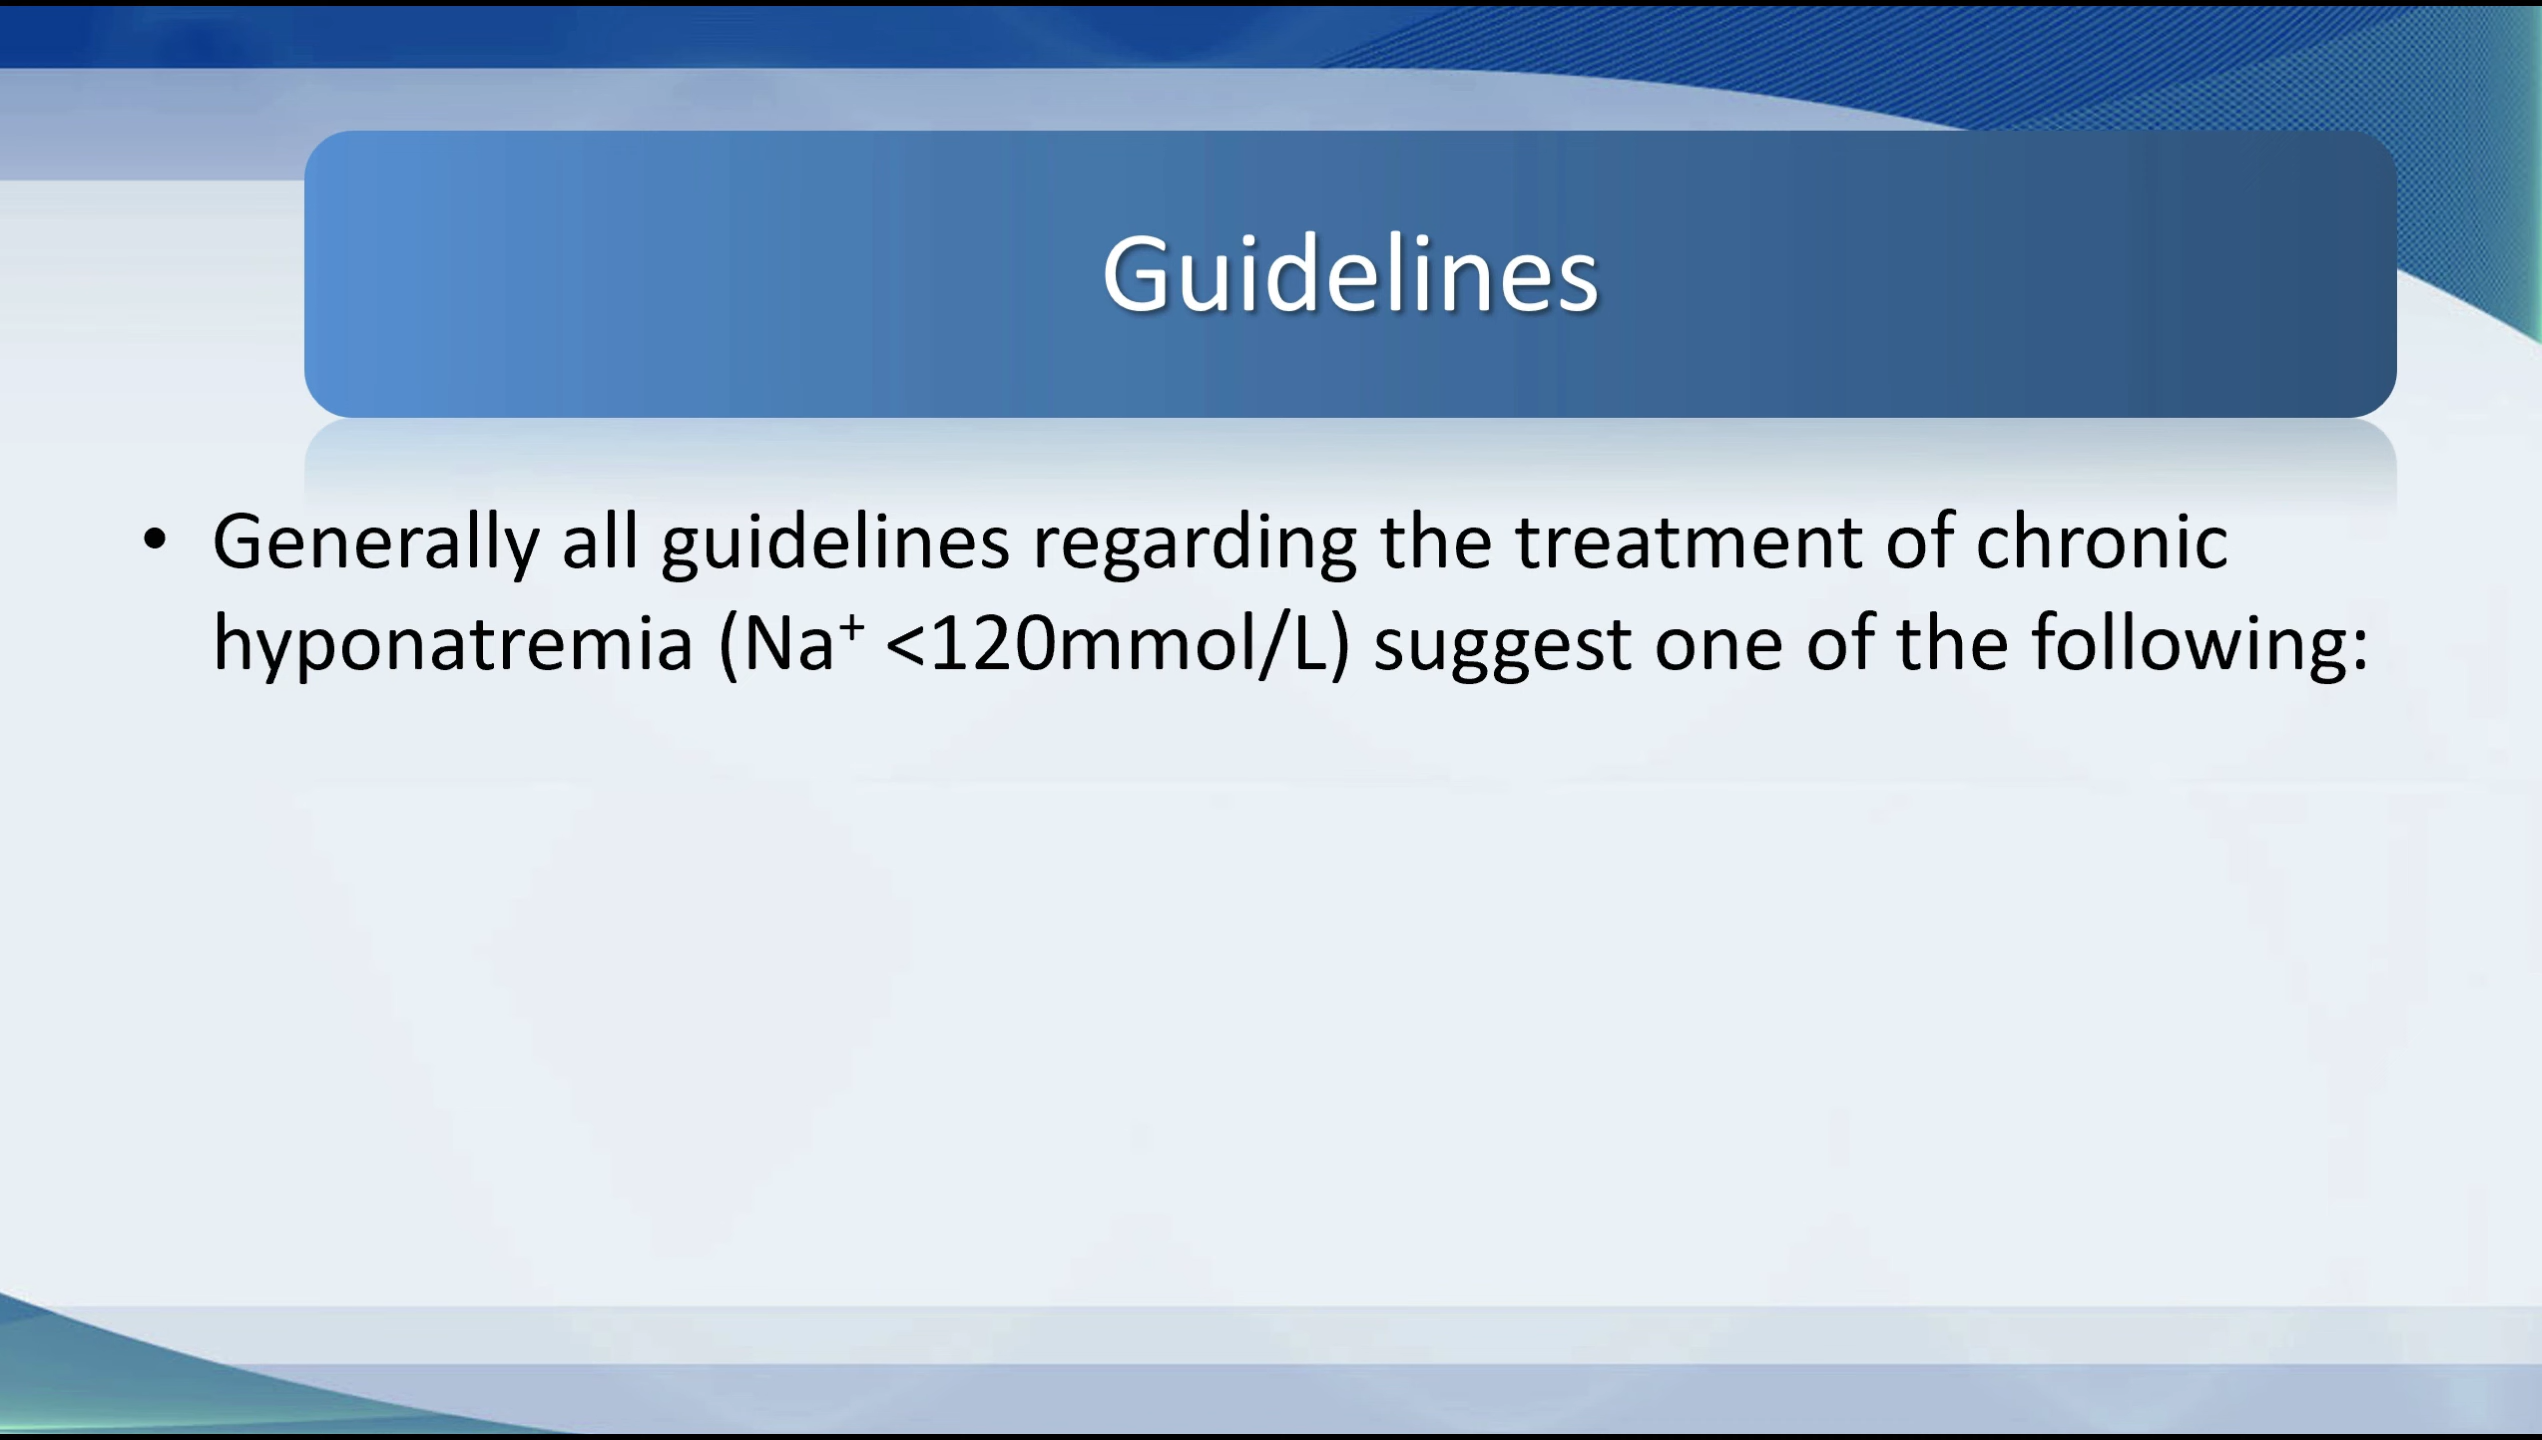 Guidelines
• Generally all guidelines regarding the treatment of chronic
hyponatremia (Na⁺ <120mmol/L) suggest one of the following: